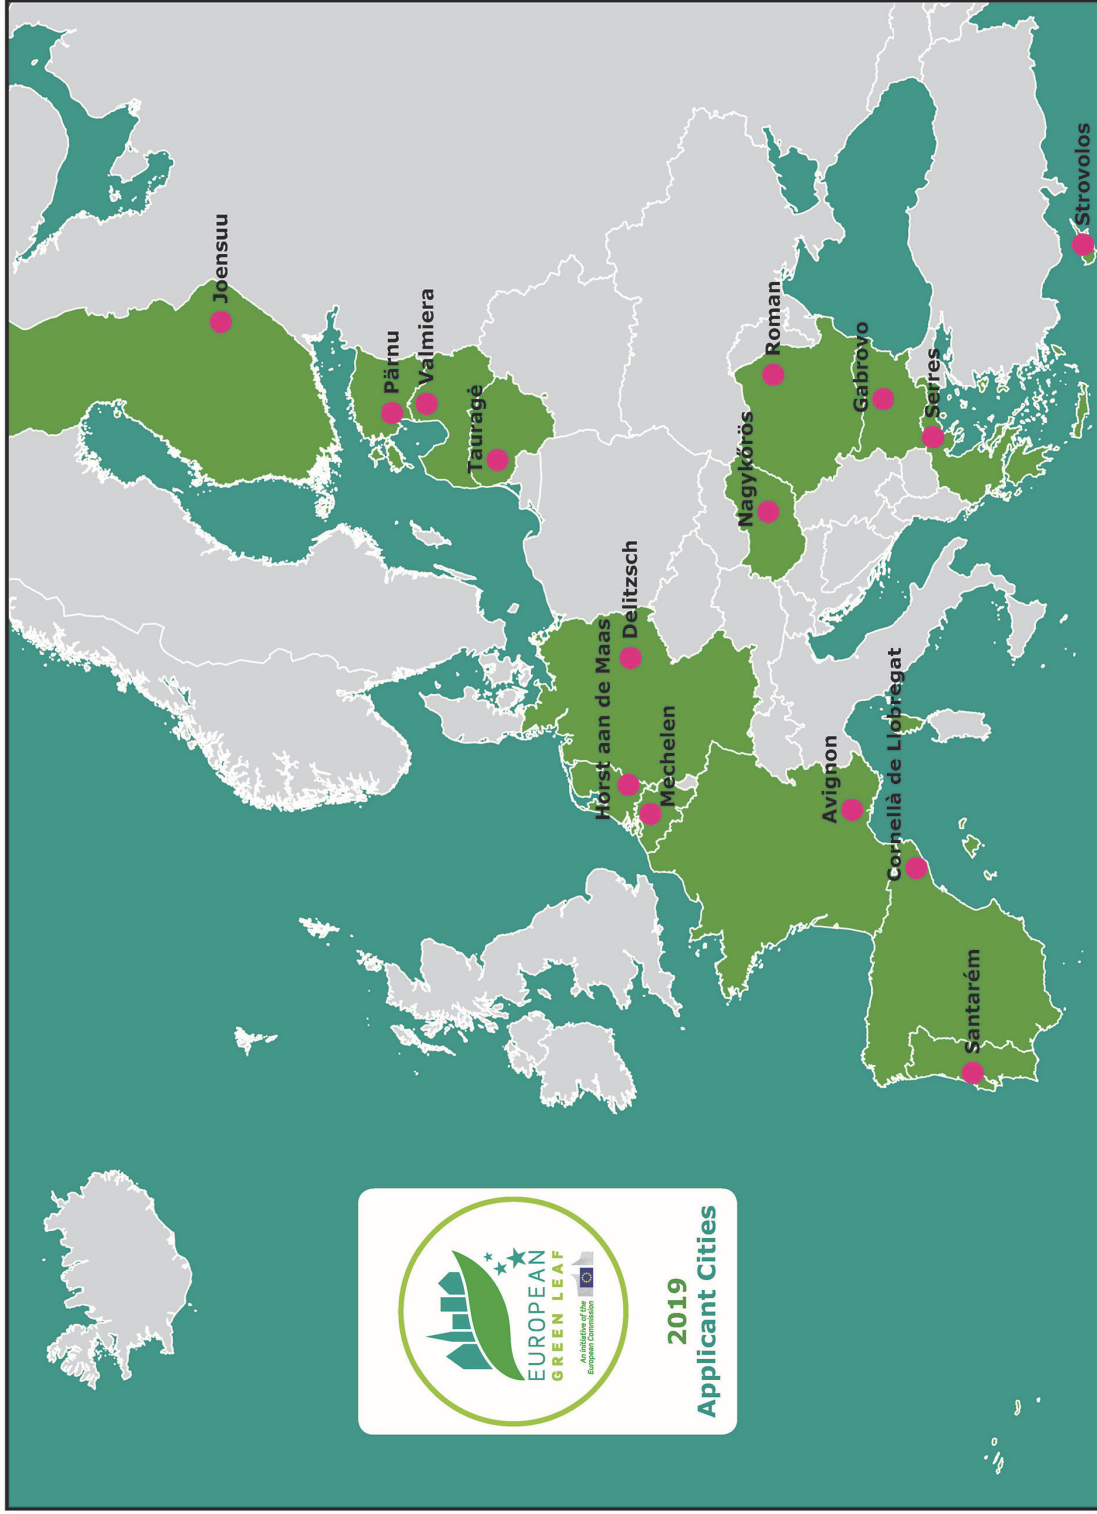 Joensuu
Pärnu
Valmiera
Tauragė
Delitzsch
Horst aan de Maas
Mechelen
Nagykőrös
Roman
Avignon
Gabrovo
Cornellà de Llobregat
Serres
Santarém
Strovolos
EUROPEAN
GREEN LEAF
An initiative of the
European Commission
2019
Applicant Cities